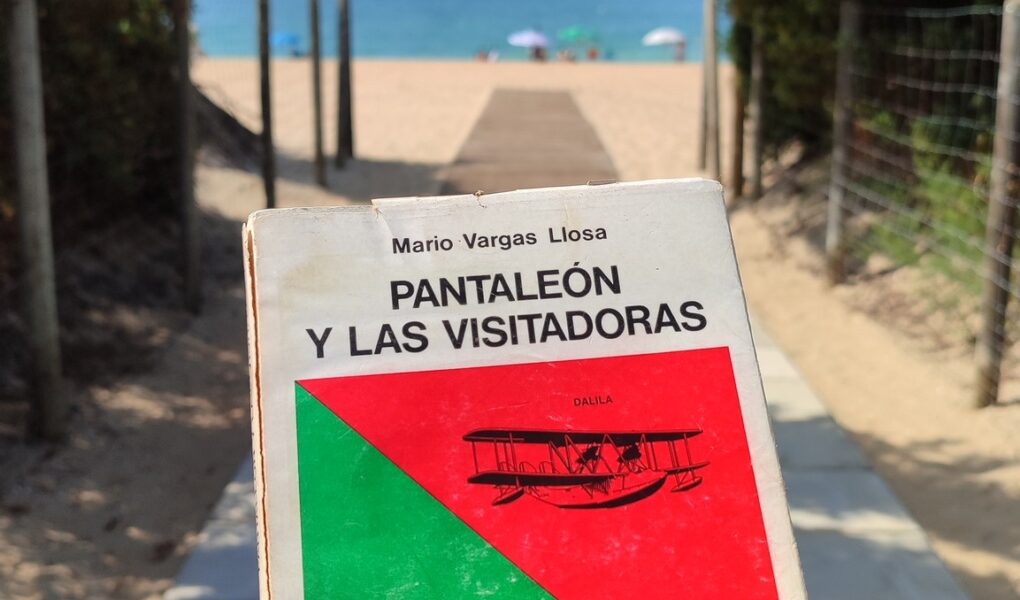 Mario Vargas Llosa
PANTALEÓN
Y LAS VISITADORAS
DALILA